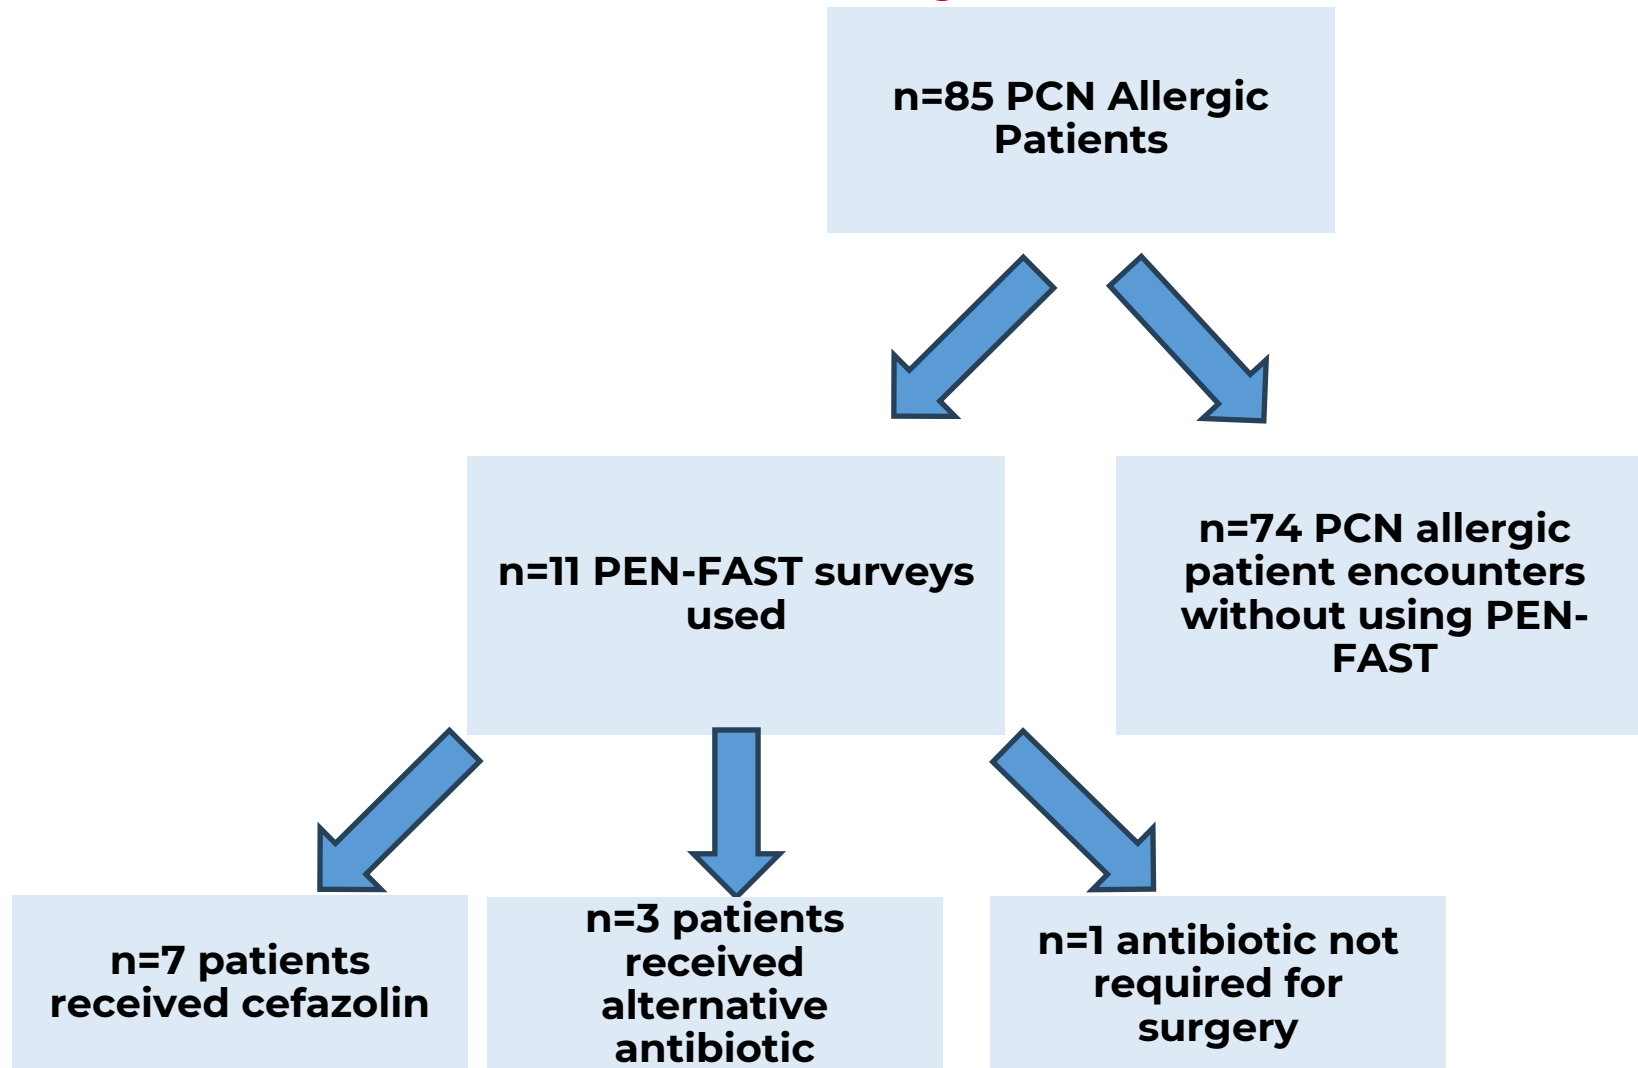 n=85 PCN Allergic
Patients
n=11 PEN-FAST surveys
used
n=74 PCN allergic
patient encounters
without using PEN-
FAST
n=7 patients
received cefazolin
n=3 patients
received
alternative
antibiotic
n=1 antibiotic not
required for
surgery